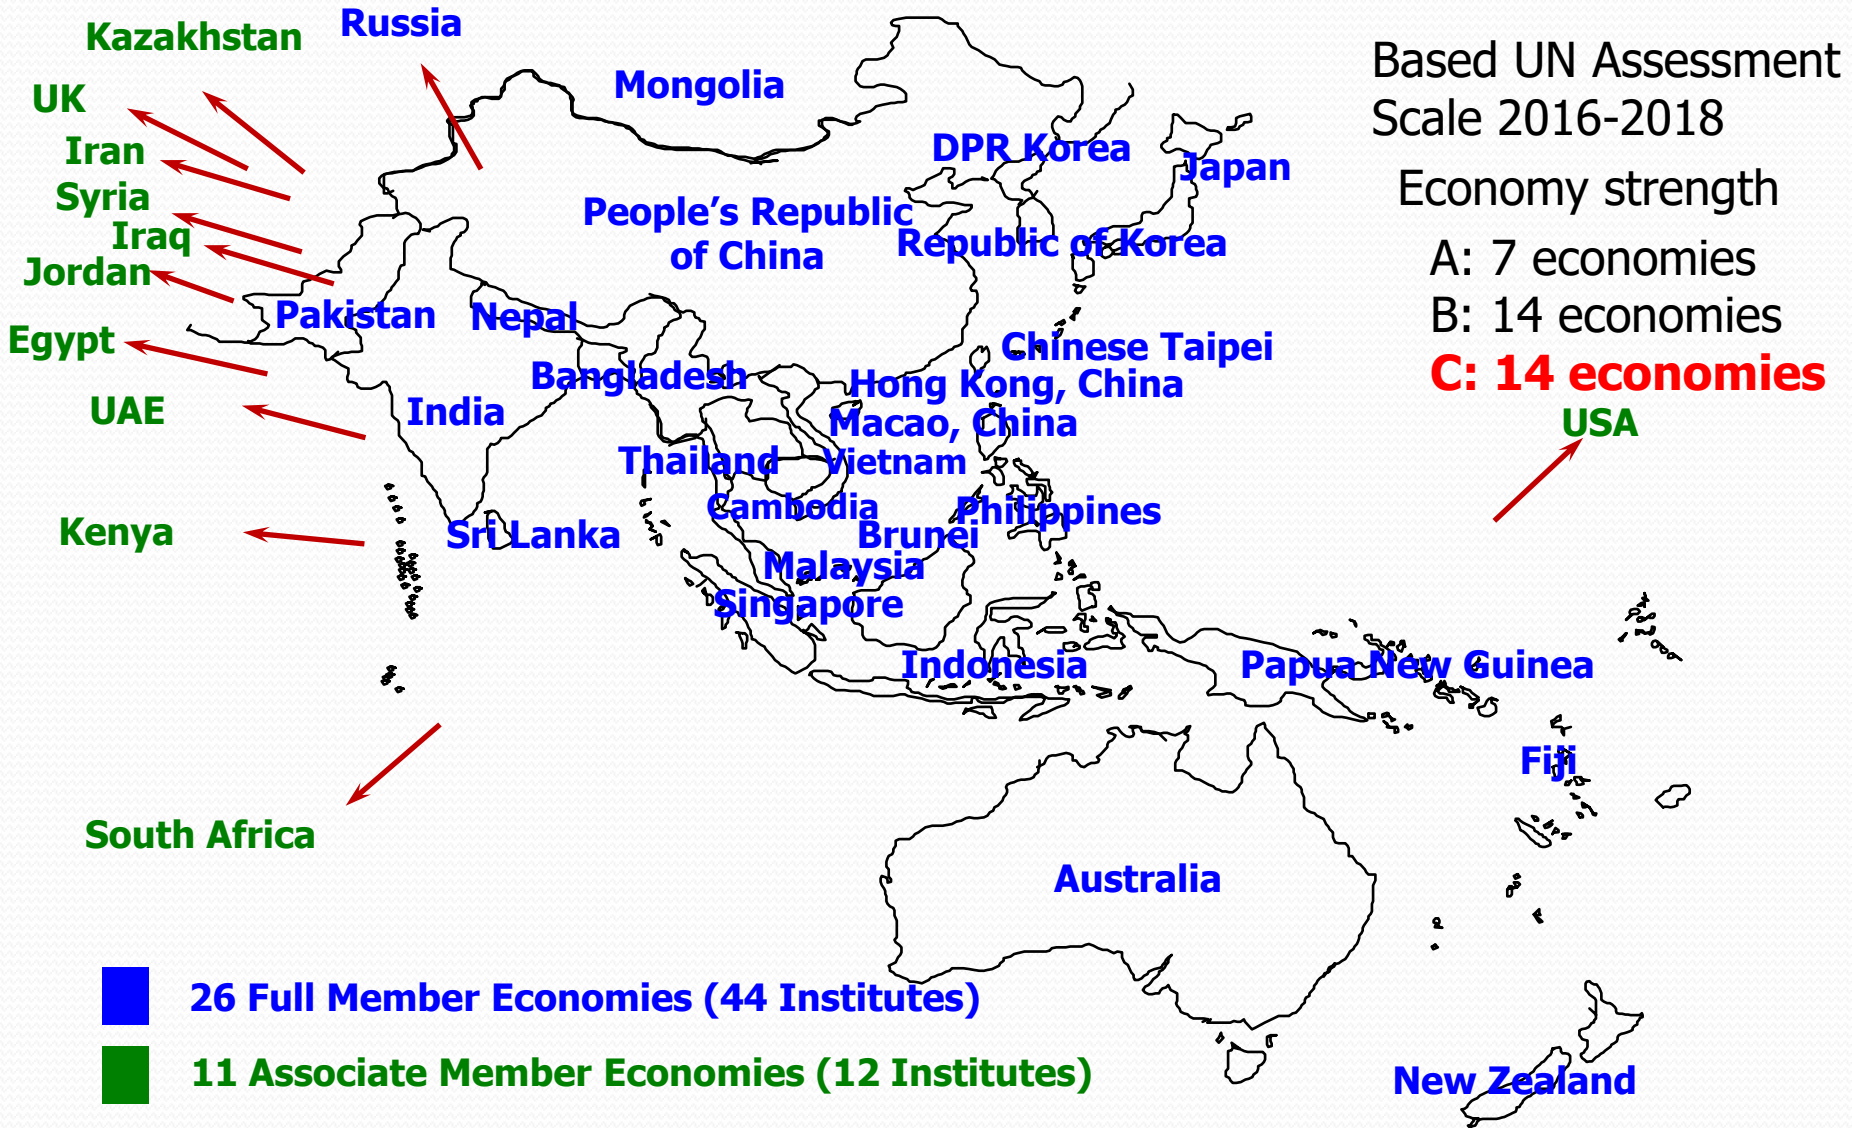 Kazakhstan
Russia
UK
Mongolia
Iran
Syria
Iraq
Jordan
Egypt
UAE
Kenya
South Africa
DPR Korea
Japan
People's Republic
of China
Republic of Korea
Pakistan
Nepal
Bangladesh
India
Chinese Taipei
Hong Kong, China
Macao, China
Thailand
Vietnam
Cambodia
Philippines
Sri Lanka
Brunei
Malaysia
Singapore
Indonesia
Papua New Guinea
Fiji
Australia
New Zealand
Based UN Assessment
Scale 2016-2018
Economy strength
A: 7 economies
B: 14 economies
C: 14 economies
USA
26 Full Member Economies (44 Institutes)
11 Associate Member Economies (12 Institutes)